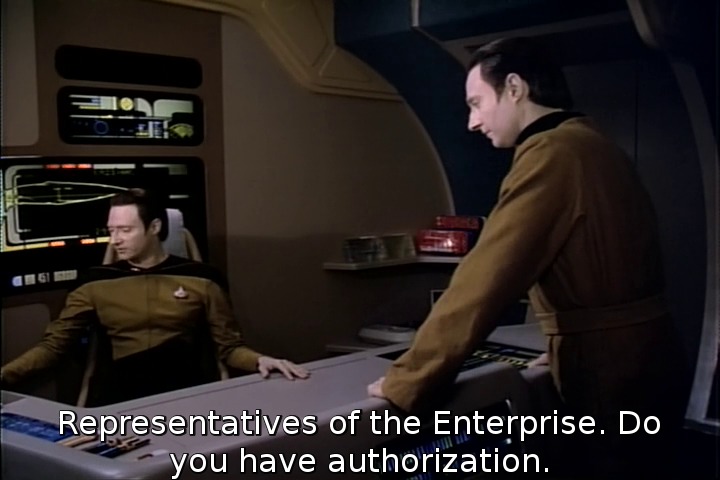 Representatives of the Enterprise. Do
you have authorization.